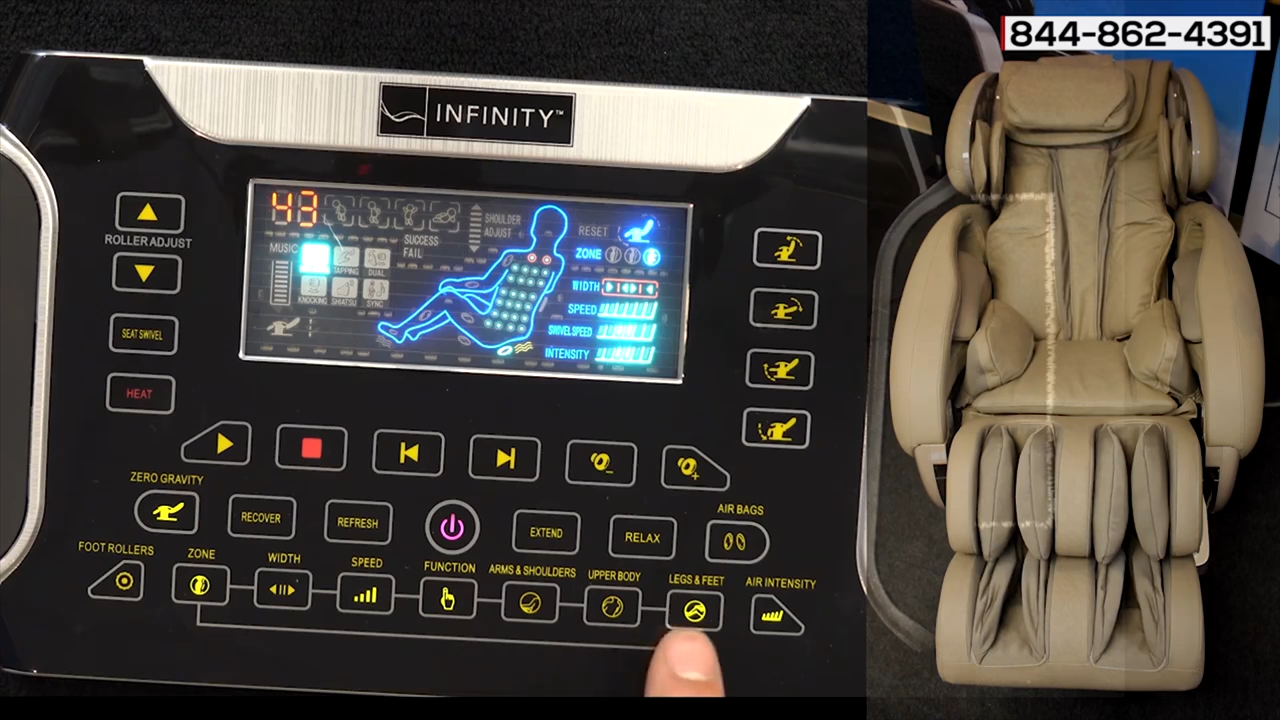 844-862-4391
INFINITY™
43
SHOULDER
ADJUST
RESET
SUCCESS
FAIL
MUSIC
ZONE
TAPPING
DUAL
WIDTH
KNOCKING
SHIATSU
SYNC
SPEED
SWIVEL SPEED
INTENSITY
ROLLER ADJUST
SEAT SWIVEL
HEAT
ZERO GRAVITY
RECOVER
REFRESH
EXTEND
RELAX
AIR BAGS
FOOT ROLLERS
ZONE
WIDTH
SPEED
FUNCTION
ARMS & SHOULDERS
UPPER BODY
LEGS & FEET
AIR INTENSITY